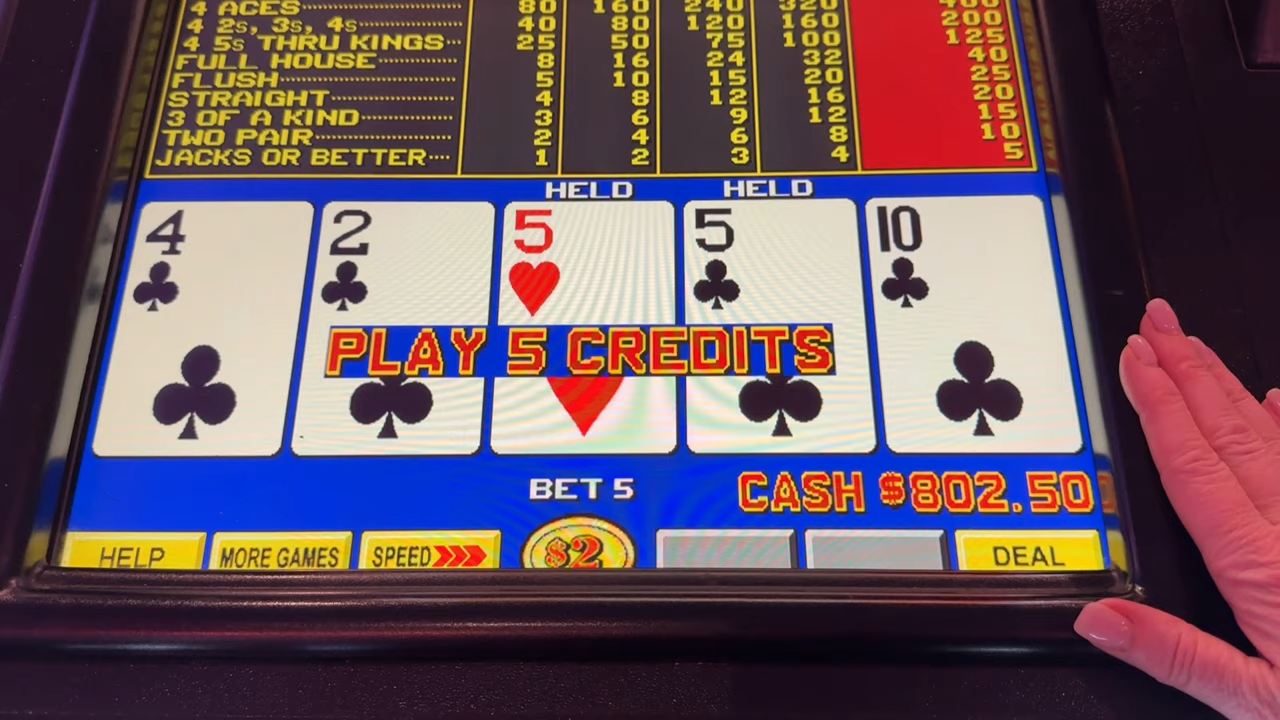 4 ACES 80 160 240 320 400
4 2s, 3s, 4s 40 80 120 160 200
4 5s THRU KINGS 25 50 75 100 125
FULL HOUSE 8 16 24 32 40
FLUSH 5 10 15 20 25
STRAIGHT 4 8 12 16 20
3 OF A KIND 3 6 9 12 15
TWO PAIR 2 4 6 8 10
JACKS OR BETTER 1 2 3 4 5
HELD HELD
4 2 5 5 10
PLAY 5 CREDITS
BET 5
CASH $802.50
HELP MORE GAMES SPEED $2 DEAL